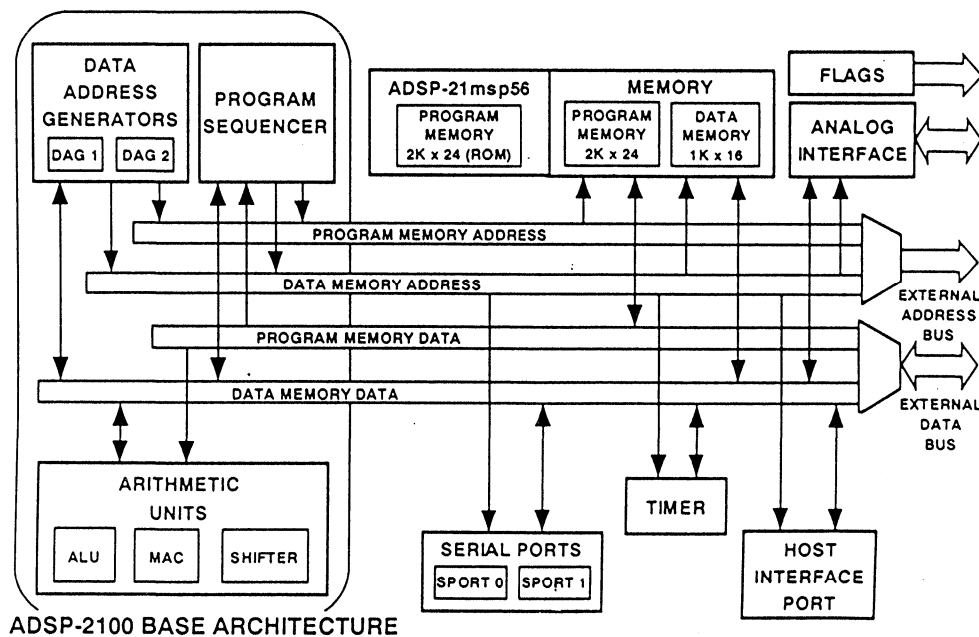 DATA
ADDRESS
GENERATORS
DAG 1
DAG 2
PROGRAM
SEQUENCER
ADSP-21msp56
PROGRAM
MEMORY
2K x 24 (ROM)
MEMORY
PROGRAM
MEMORY
2K x 24
DATA
MEMORY
1K x 16
FLAGS
ANALOG
INTERFACE
PROGRAM MEMORY ADDRESS
DATA MEMORY ADDRESS
EXTERNAL
ADDRESS
BUS
PROGRAM MEMORY DATA
DATA MEMORY DATA
EXTERNAL
DATA
BUS
ARITHMETIC
UNITS
ALU
MAC
SHIFTER
SERIAL PORTS
SPORT 0
SPORT 1
TIMER
HOST
INTERFACE
PORT
ADSP-2100 BASE ARCHITECTURE